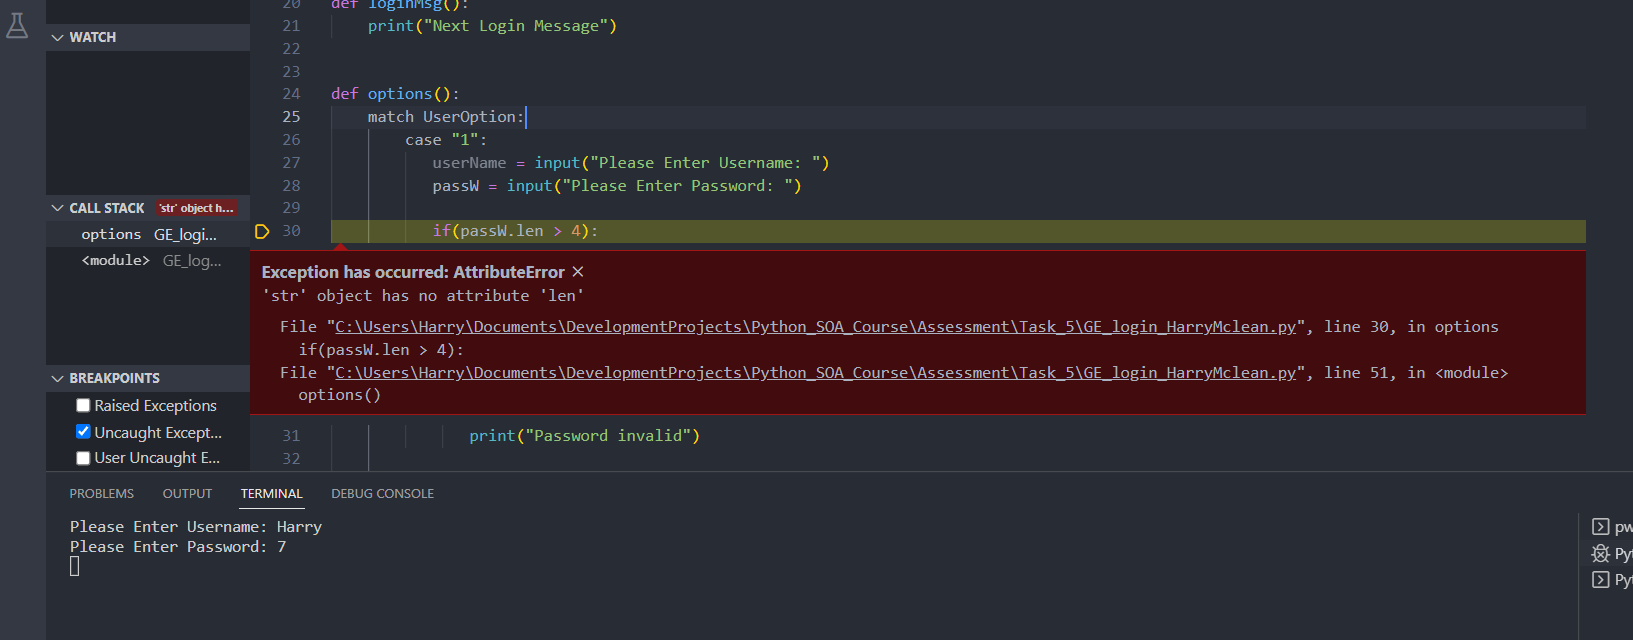 WATCH
CALL STACK 'str' object h...
options GE_logi...
<module> GE_log...
BREAKPOINTS
Raised Exceptions
Uncaught Except...
User Uncaught E...
20 def loginMsg():
21 print("Next Login Message")
22
23
24 def options():
25 match UserOption:
26 case "1":
27 userName = input("Please Enter Username: ")
28 passW = input("Please Enter Password: ")
29
30 if(passW.len > 4):
Exception has occurred: AttributeError ×
'str' object has no attribute 'len'
File "C:\Users\Harry\Documents\DevelopmentProjects\Python_SOA_Course\Assessment\Task_5\GE_login_HarryMclean.py", line 30, in options
if(passW.len > 4):
File "C:\Users\Harry\Documents\DevelopmentProjects\Python_SOA_Course\Assessment\Task_5\GE_login_HarryMclean.py", line 51, in <module>
options()
31 print("Password invalid")
32
PROBLEMS OUTPUT TERMINAL DEBUG CONSOLE
Please Enter Username: Harry
Please Enter Password: 7
pw
Pyt
Pyt